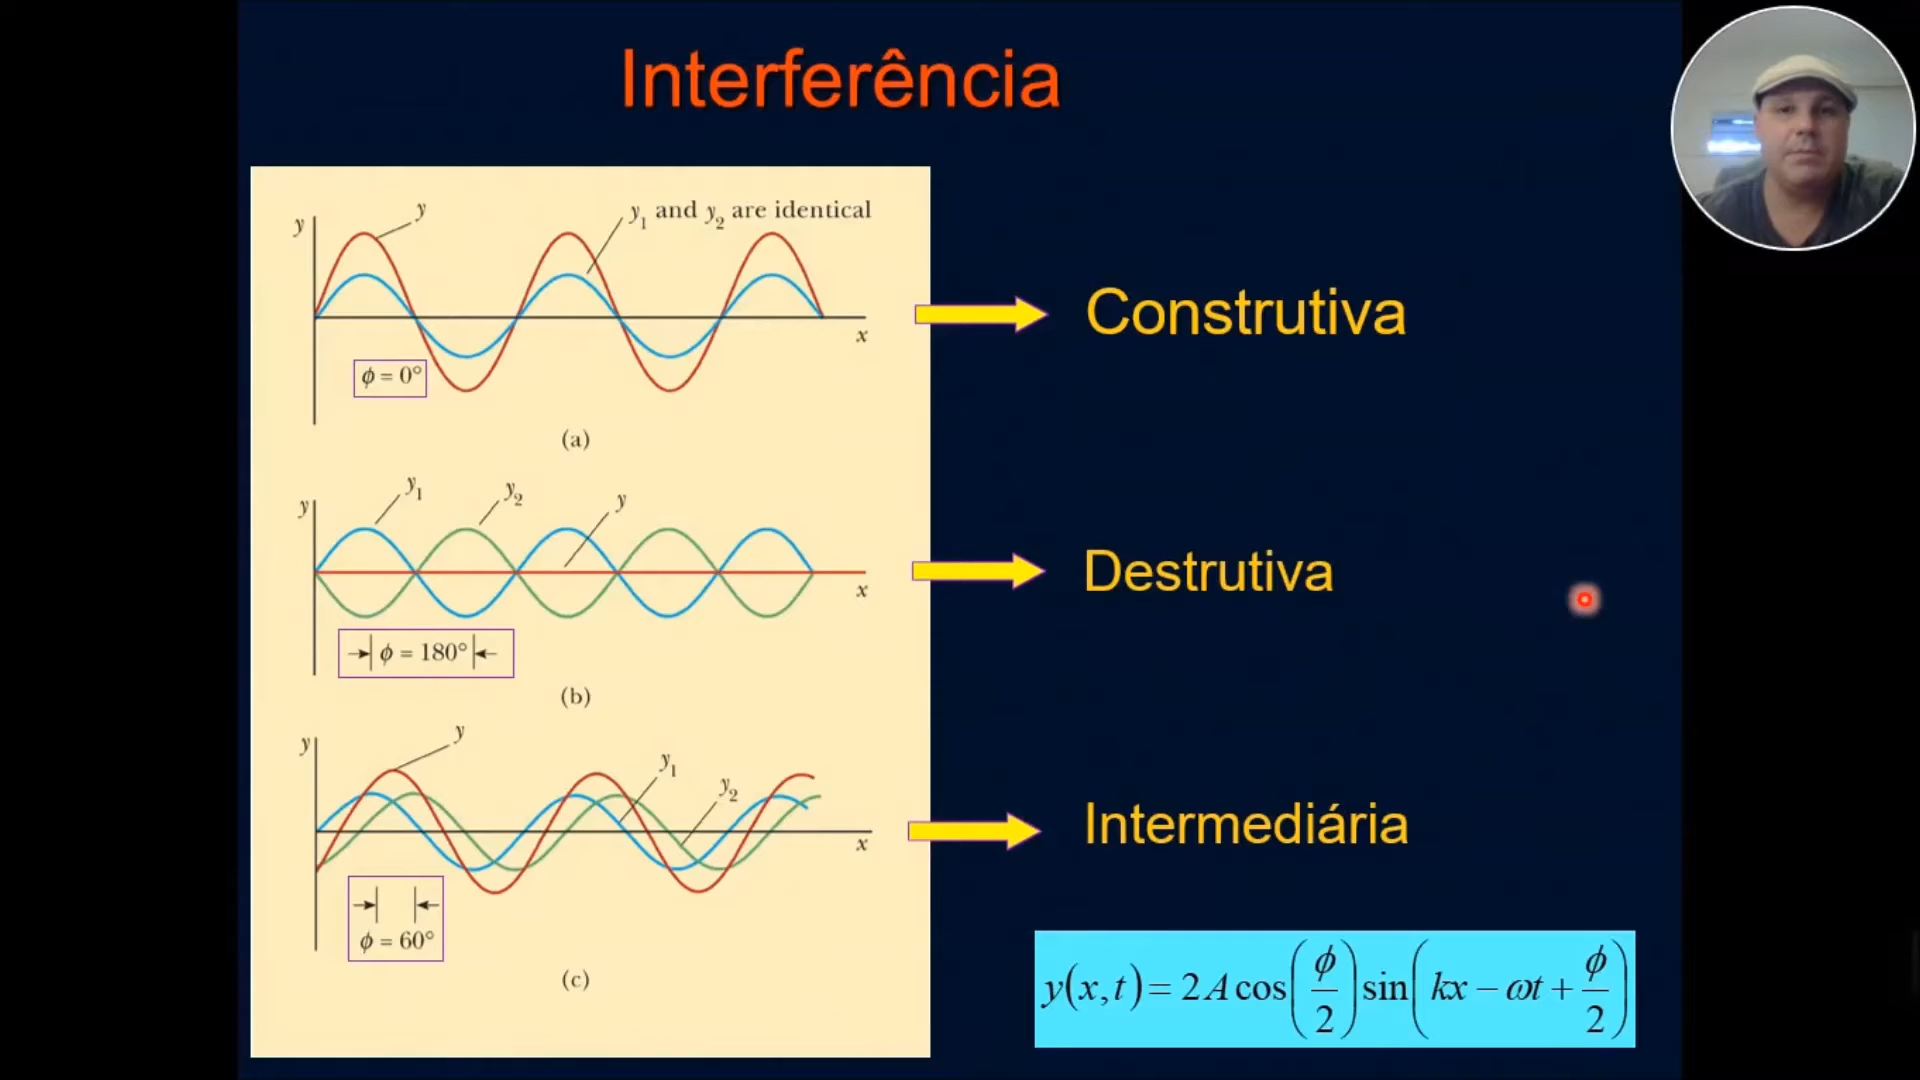 Interferência
y
y
y₁ and y₂ are identical
x
ϕ = 0°
(a)
Construtiva
y
y₁
y₂
y
x
ϕ = 180°
(b)
Destrutiva
y
y
y₁
y₂
x
ϕ = 60°
(c)
Intermediária
y(x,t) = 2A cos(ϕ/2) sin(kx − ωt + ϕ/2)